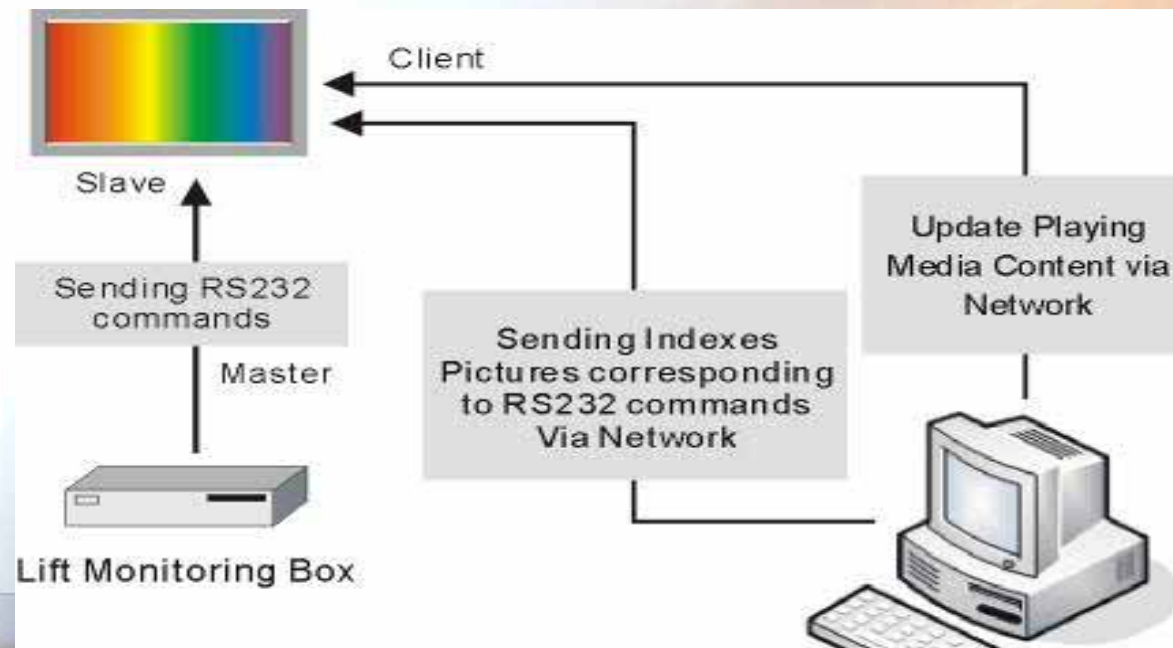 Client
Slave
Sending RS232
commands
Master
Lift Monitoring Box
Sending Indexes
Pictures corresponding
to RS232 commands
Via Network
Update Playing
Media Content via
Network